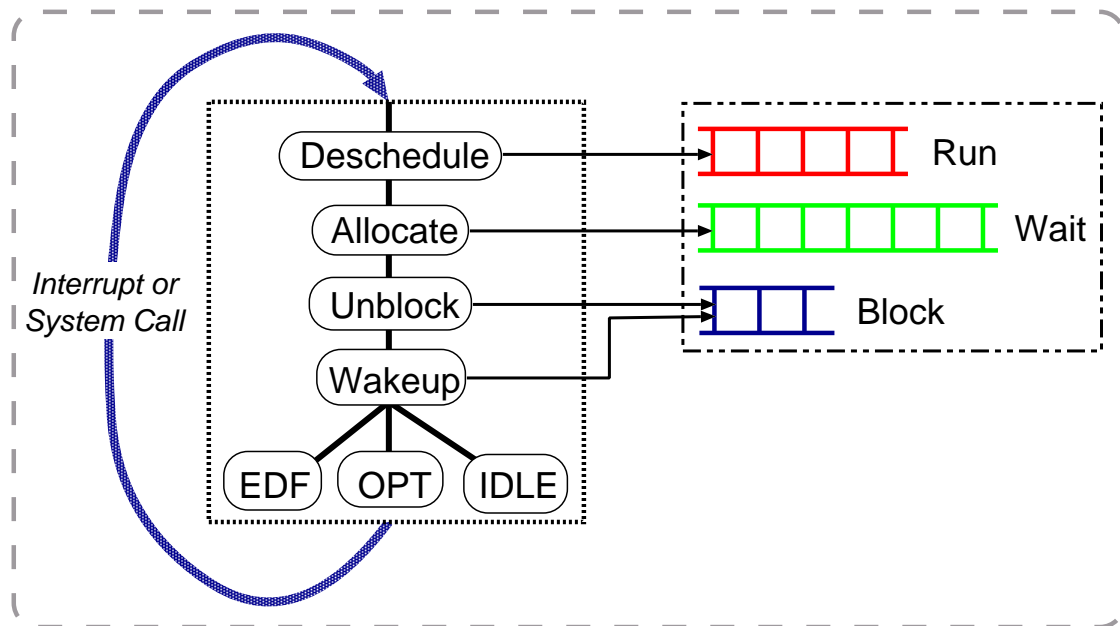 Deschedule
Run
Allocate
Wait
Interrupt or
System Call
Unblock
Block
Wakeup
EDF
OPT
IDLE